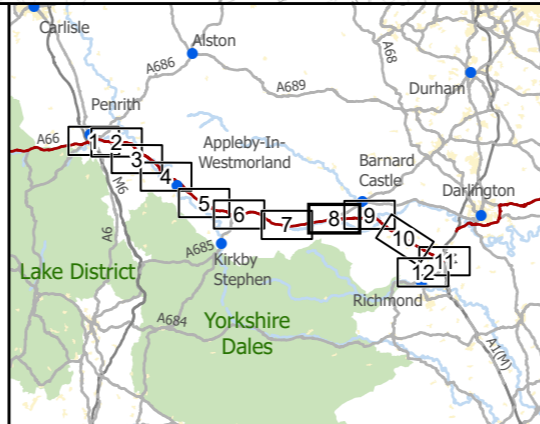 Carlisle
Alston
A68
A686
A689
Durham
Penrith
A66
1
2
3
Appleby-In-
Westmorland
Barnard
Castle
4
M6
Darlington
5
6
7
8
9
A6
10
A685
Kirkby
Stephen
11
12
Lake District
Richmond
A684
Yorkshire
Dales
A1(M)